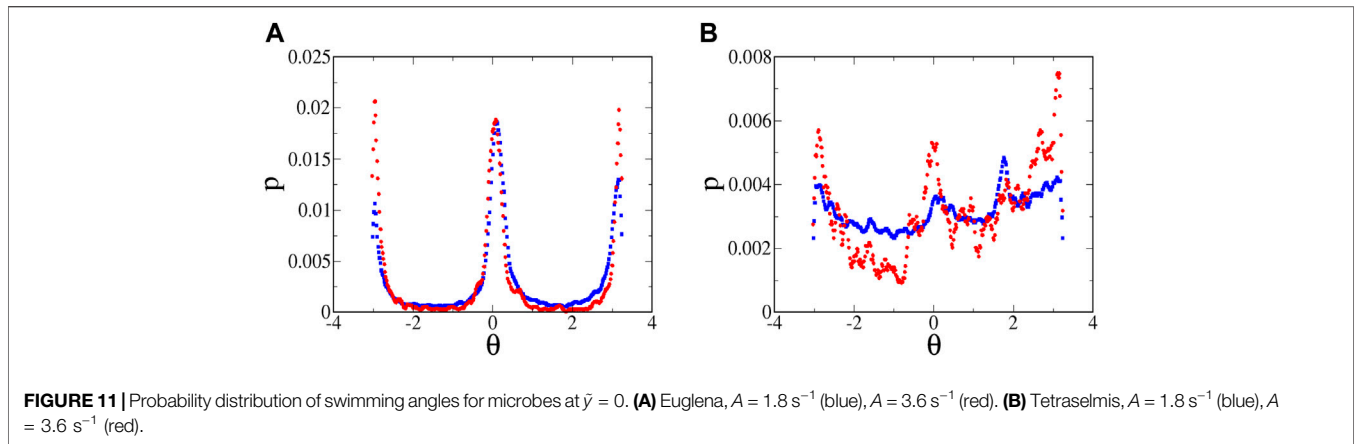 A
0.025
0.02
0.015
0.01
0.005
0
p
-4
-2
0
2
4
θ
B
0.008
0.006
0.004
0.002
0
p
-4
-2
0
2
4
θ
FIGURE 11 | Probability distribution of swimming angles for microbes at ỹ = 0. (A) Euglena, A = 1.8 s⁻¹ (blue), A = 3.6 s⁻¹ (red). (B) Tetraselmis, A = 1.8 s⁻¹ (blue), A
= 3.6 s⁻¹ (red).